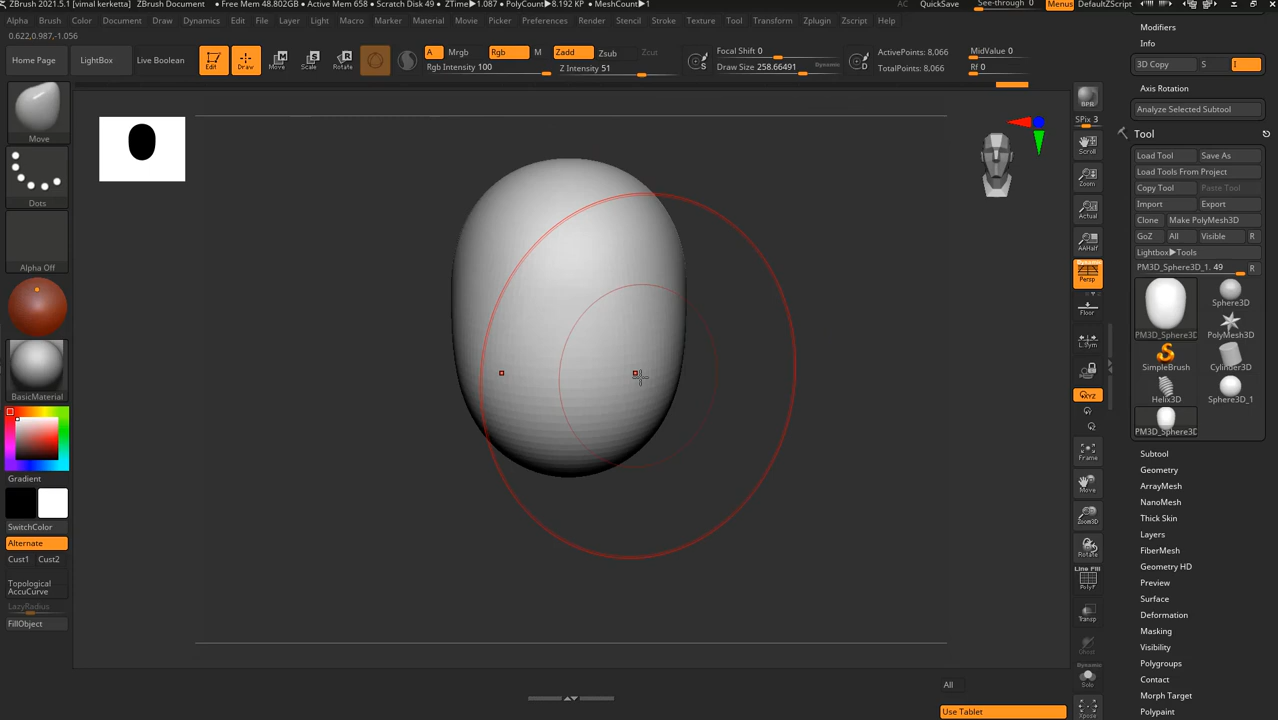 ZBrush 2021.5.1 [vimal kerketta] ZBrush Document • Free Mem 48.802GB • Active Mem 658 • Scratch Disk 49 • ZTime▶1.087 • PolyCount▶8.192 KP • MeshCount▶1 AC QuickSave See-through 0 Menus DefaultZScript
Alpha Brush Color Document Draw Dynamics Edit File Layer Light Macro Marker Material Movie Picker Preferences Render Stencil Stroke Texture Tool Transform Zplugin Zscript Help
0.622,0.987,-1.056
Home Page LightBox Live Boolean
Edit Draw Move Scale Rotate
A Mrgb Rgb M Zadd Zsub Zcut
Rgb Intensity 100 Z Intensity 51
S Focal Shift 0
Draw Size 258.66491 Dynamic
D ActivePoints: 8,066
TotalPoints: 8,066
MidValue 0
Rf 0
Move
Dots
Alpha Off
BasicMaterial
Gradient
SwitchColor
Alternate
Cust1 Cust2
Topological
AccuCurve
LazyRadius
FillObject
All
Use Tablet
BPR
SPix 3
Scroll
Zoom
Actual
AAHalf
Dynamic
Persp
Floor
L.Sym
XYZ
Frame
Move
Zoom3D
Rotate
Line Fill
PolyF
Transp
Ghost
Dynamic
Solo
Xpose
History
Info
3D Copy S I
Axis Rotation
Analyze Selected Subtool
Tool
Load Tool Save As
Load Tools From Project
Copy Tool Paste Tool
Import Export
Clone Make PolyMesh3D
GoZ All Visible R
Lightbox▶Tools
PM3D_Sphere3D_1. 49 R
PM3D_Sphere3D Sphere3D
PolyMesh3D
SimpleBrush Cylinder3D
Helix3D Sphere3D_1
PM3D_Sphere3D
Subtool
Geometry
ArrayMesh
NanoMesh
Thick Skin
Layers
FiberMesh
Geometry HD
Preview
Surface
Deformation
Masking
Visibility
Polygroups
Contact
Morph Target
Polypaint